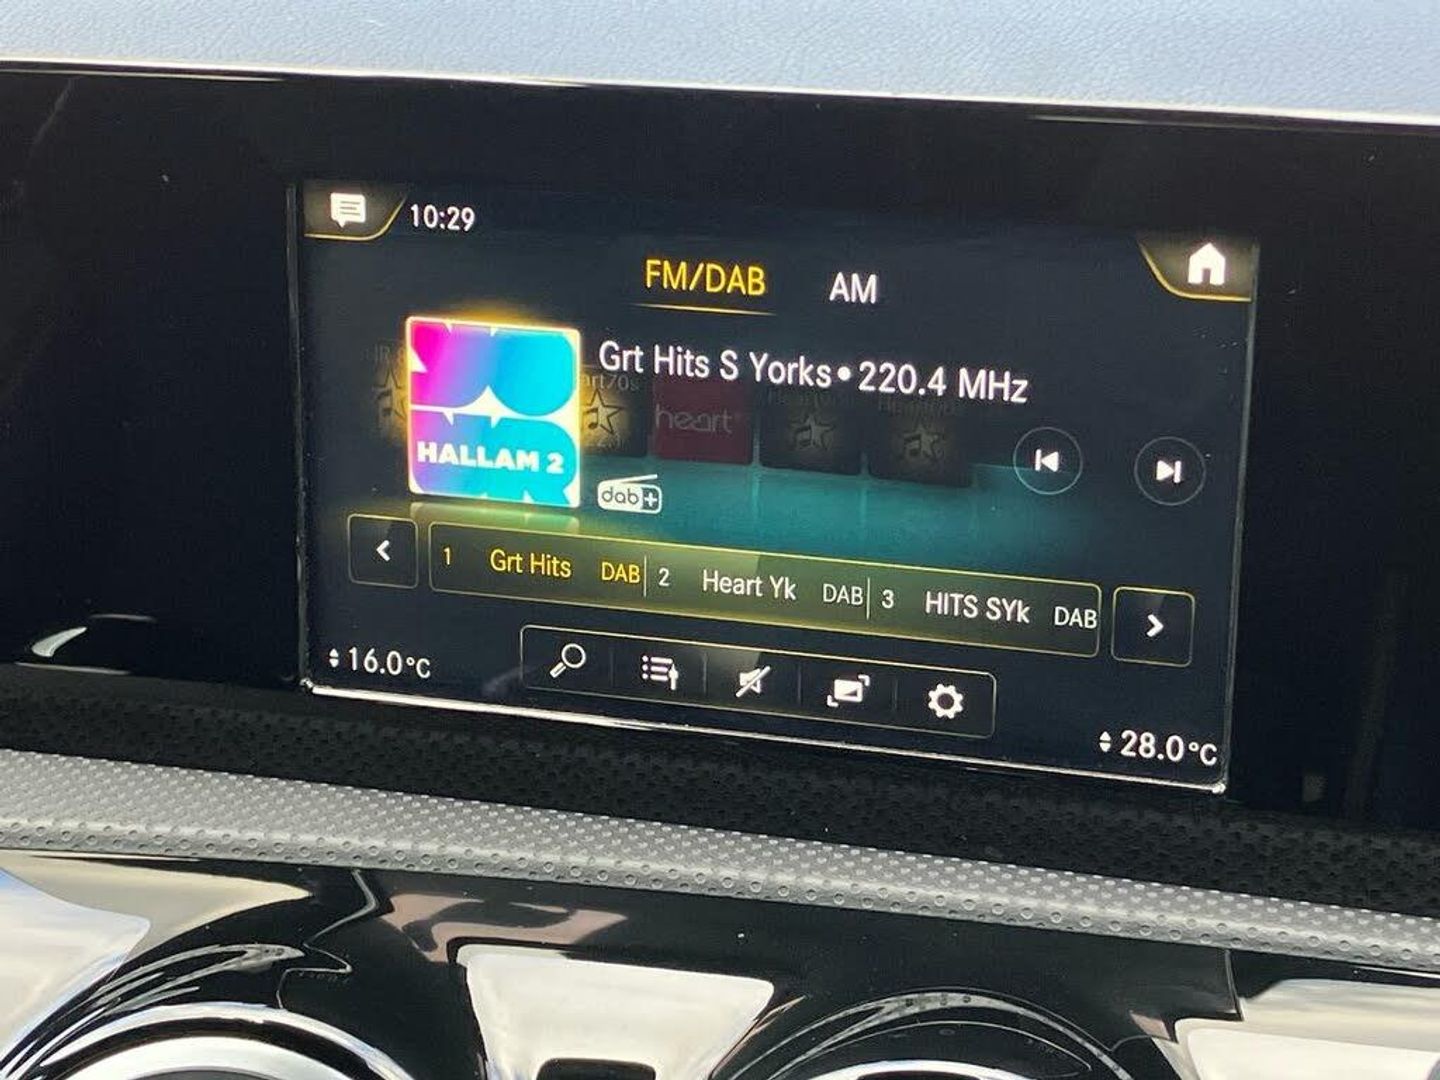 10:29
FM/DAB AM
Grt Hits S Yorks • 220.4 MHz
art70s
heart
HALLAM 2
dab+
1 Grt Hits DAB 2 Heart Yk DAB 3 HITS SYk DAB
16.0°C
28.0°C